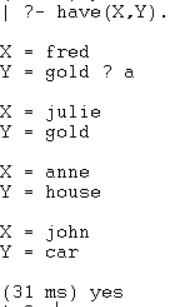 | ?- have(X,Y).
X = fred
Y = gold ? a
X = julie
Y = gold
X = anne
Y = house
X = john
Y = car
(31 ms) yes